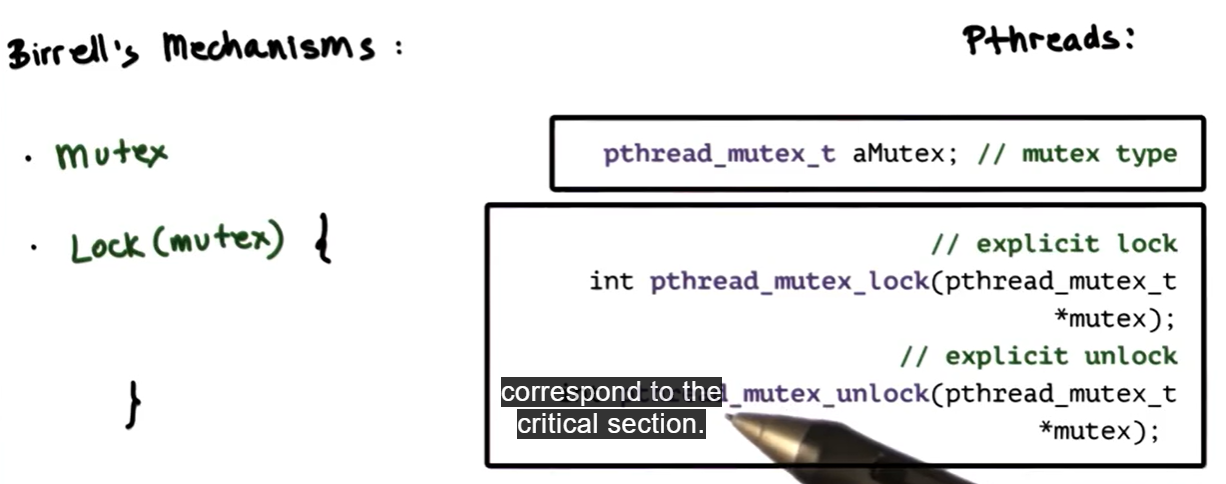 Birrell's Mechanisms :
Pthreads:
• mutex
pthread_mutex_t aMutex; // mutex type
• Lock (mutex) {
// explicit lock
int pthread_mutex_lock(pthread_mutex_t
*mutex);
// explicit unlock
_mutex_unlock(pthread_mutex_t
*mutex);
}
correspond to the
critical section.